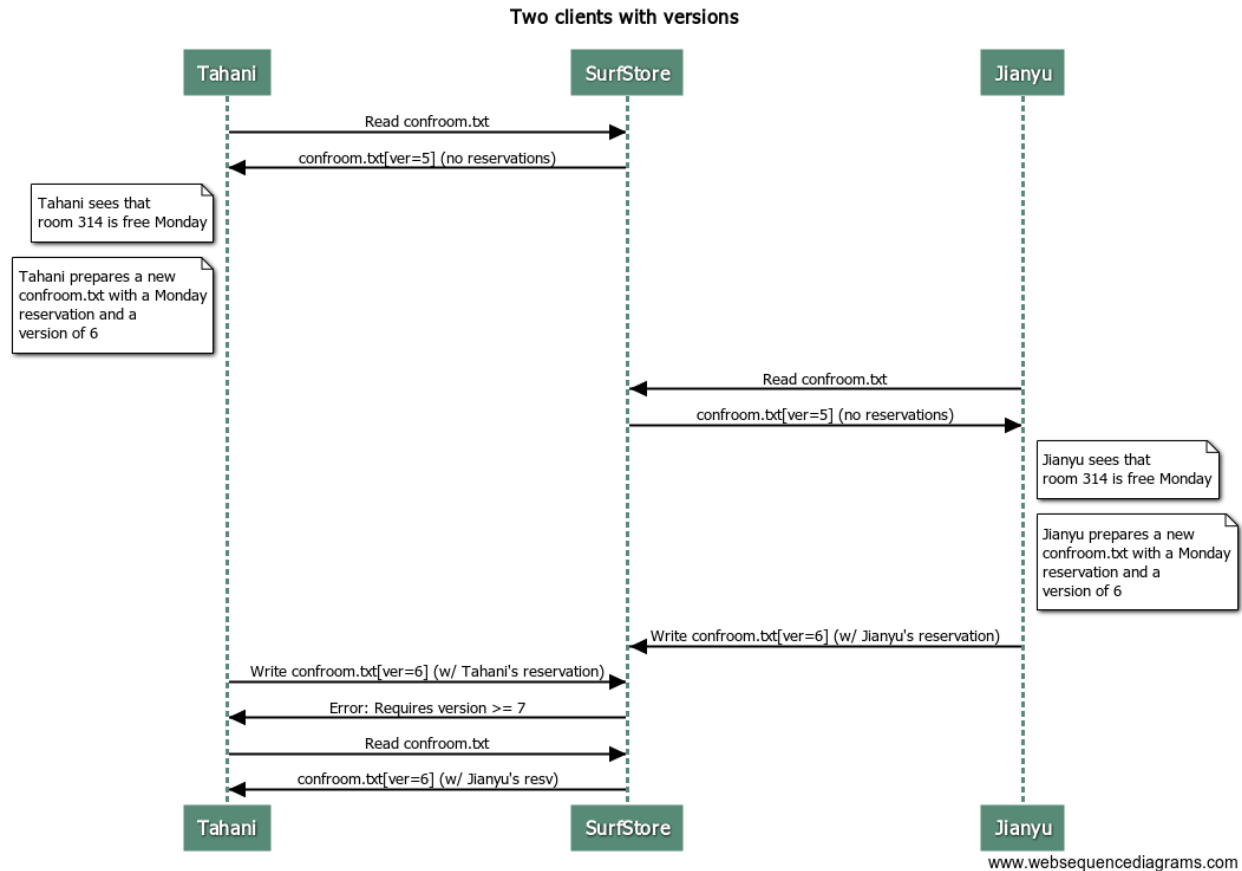 Two clients with versions
Tahani
SurfStore
Jianyu
Read confroom.txt
confroom.txt[ver=5] (no reservations)
Tahani sees that
room 314 is free Monday
Tahani prepares a new
confroom.txt with a Monday
reservation and a
version of 6
Read confroom.txt
confroom.txt[ver=5] (no reservations)
Jianyu sees that
room 314 is free Monday
Jianyu prepares a new
confroom.txt with a Monday
reservation and a
version of 6
Write confroom.txt[ver=6] (w/ Jianyu's reservation)
Write confroom.txt[ver=6] (w/ Tahani's reservation)
Error: Requires version >= 7
Read confroom.txt
confroom.txt[ver=6] (w/ Jianyu's resv)
Tahani
SurfStore
Jianyu
www.websequencediagrams.com